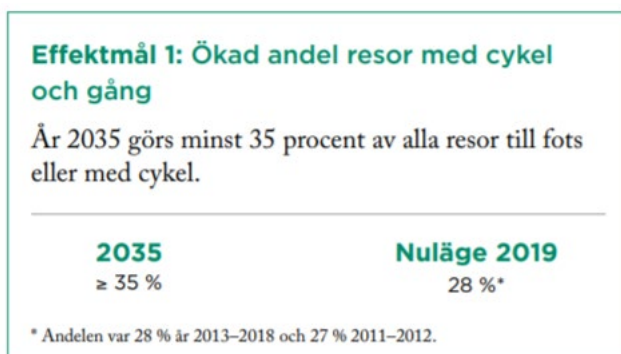 Effektmål 1: Ökad andel resor med cykel
och gång
År 2035 görs minst 35 procent av alla resor till fots
eller med cykel.
2035
≥ 35 %
Nuläge 2019
28 %*
* Andelen var 28 % år 2013–2018 och 27 % 2011–2012.